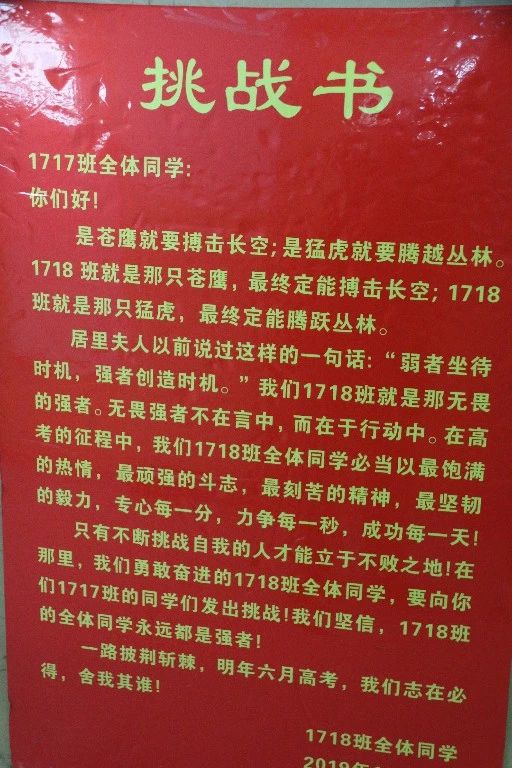 挑战书
1717班全体同学:
你们好!
是苍鹰就要搏击长空;是猛虎就要腾越丛林。
1718 班就是那只苍鹰，最终定能搏击长空; 1718
班就是那只猛虎，最终定能腾跃丛林。
居里夫人以前说过这样的一句话:“弱者坐待
时机，强者创造时机。”我们1718班就是那无畏
的强者。无畏强者不在言中，而在于行动中。在高
考的征程中，我们1718班全体同学必当以最饱满
的热情，最顽强的斗志，最刻苦的精神，最坚韧
的毅力，专心每一分，力争每一秒，成功每一天!
只有不断挑战自我的人才能立于不败之地!在
那里，我们勇敢奋进的1718班全体同学，要向你
们1717班的同学们发出挑战!我们坚信，1718班
的全体同学永远都是强者!
一路披荆斩棘，明年六月高考，我们志在必
得，舍我其谁!
1718班全体同学